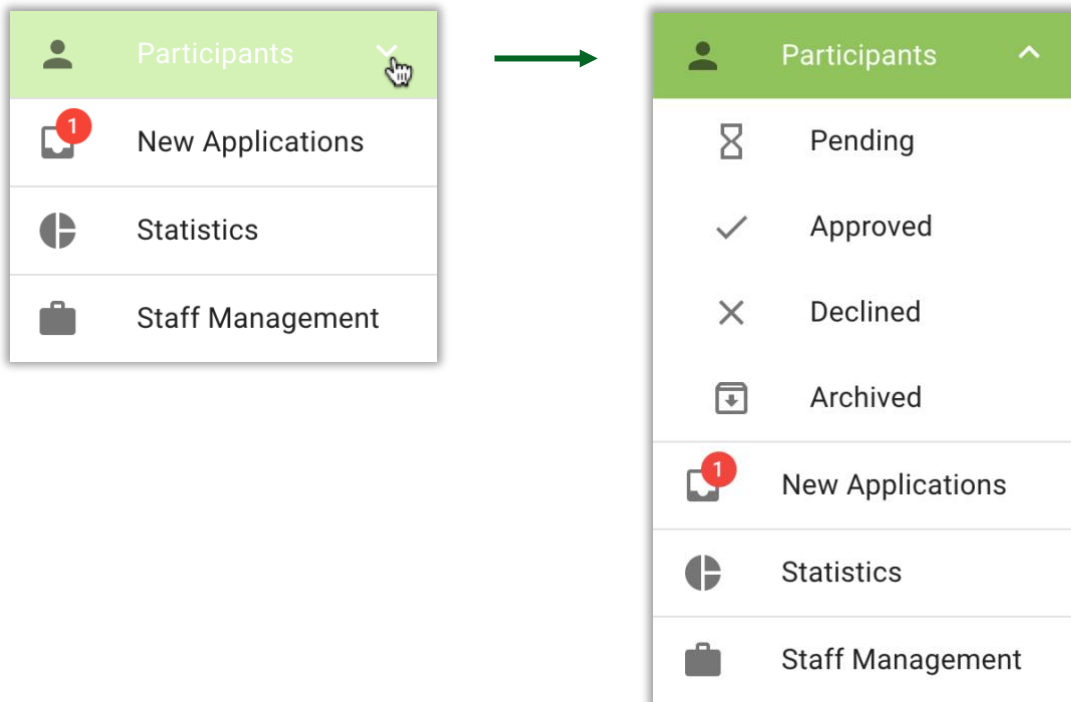 Participants
1
New Applications
Statistics
Staff Management
Participants
Pending
Approved
Declined
Archived
1
New Applications
Statistics
Staff Management